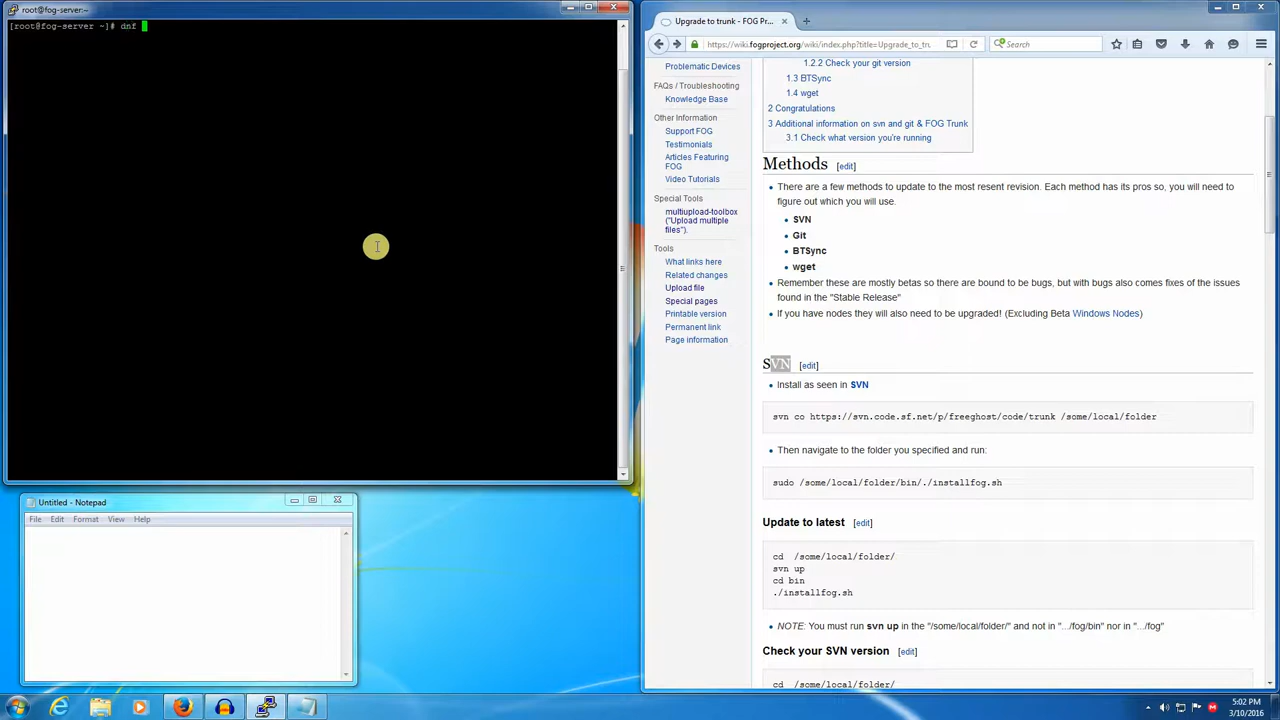 [root@fog-server:~
[root@fog-server ~]# dnf
Untitled - Notepad
File Edit Format View Help
Upgrade to trunk - FOG Pr...
https://wiki.fogproject.org/wiki/index.php?title=Upgrade_to_tru
Search
Problematic Devices
FAQs / Troubleshooting
Knowledge Base
Other Information
Support FOG
Testimonials
Articles Featuring
FOG
Video Tutorials
Special Tools
multiupload-toolbox
("Upload multiple
files").
Tools
What links here
Related changes
Upload file
Special pages
Printable version
Permanent link
Page information
1.2.2 Check your git version
1.3 BTSync
1.4 wget
2 Congratulations
3 Additional information on svn and git & FOG Trunk
3.1 Check what version you're running
Methods [edit]
There are a few methods to update to the most resent revision. Each method has its pros so, you will need to
figure out which you will use.
SVN
Git
BTSync
wget
Remember these are mostly betas so there are bound to be bugs, but with bugs also comes fixes of the issues
found in the "Stable Release"
If you have nodes they will also need to be upgraded! (Excluding Beta Windows Nodes)
SVN [edit]
Install as seen in SVN
svn co https://svn.code.sf.net/p/freeghost/code/trunk /some/local/folder
Then navigate to the folder you specified and run:
sudo /some/local/folder/bin/./installfog.sh
Update to latest [edit]
cd /some/local/folder/
svn up
cd bin
./installfog.sh
NOTE: You must run svn up in the "/some/local/folder/" and not in ".../fog/bin" nor in ".../fog"
Check your SVN version [edit]
cd /some/local/folder/
5:02 PM
3/10/2016